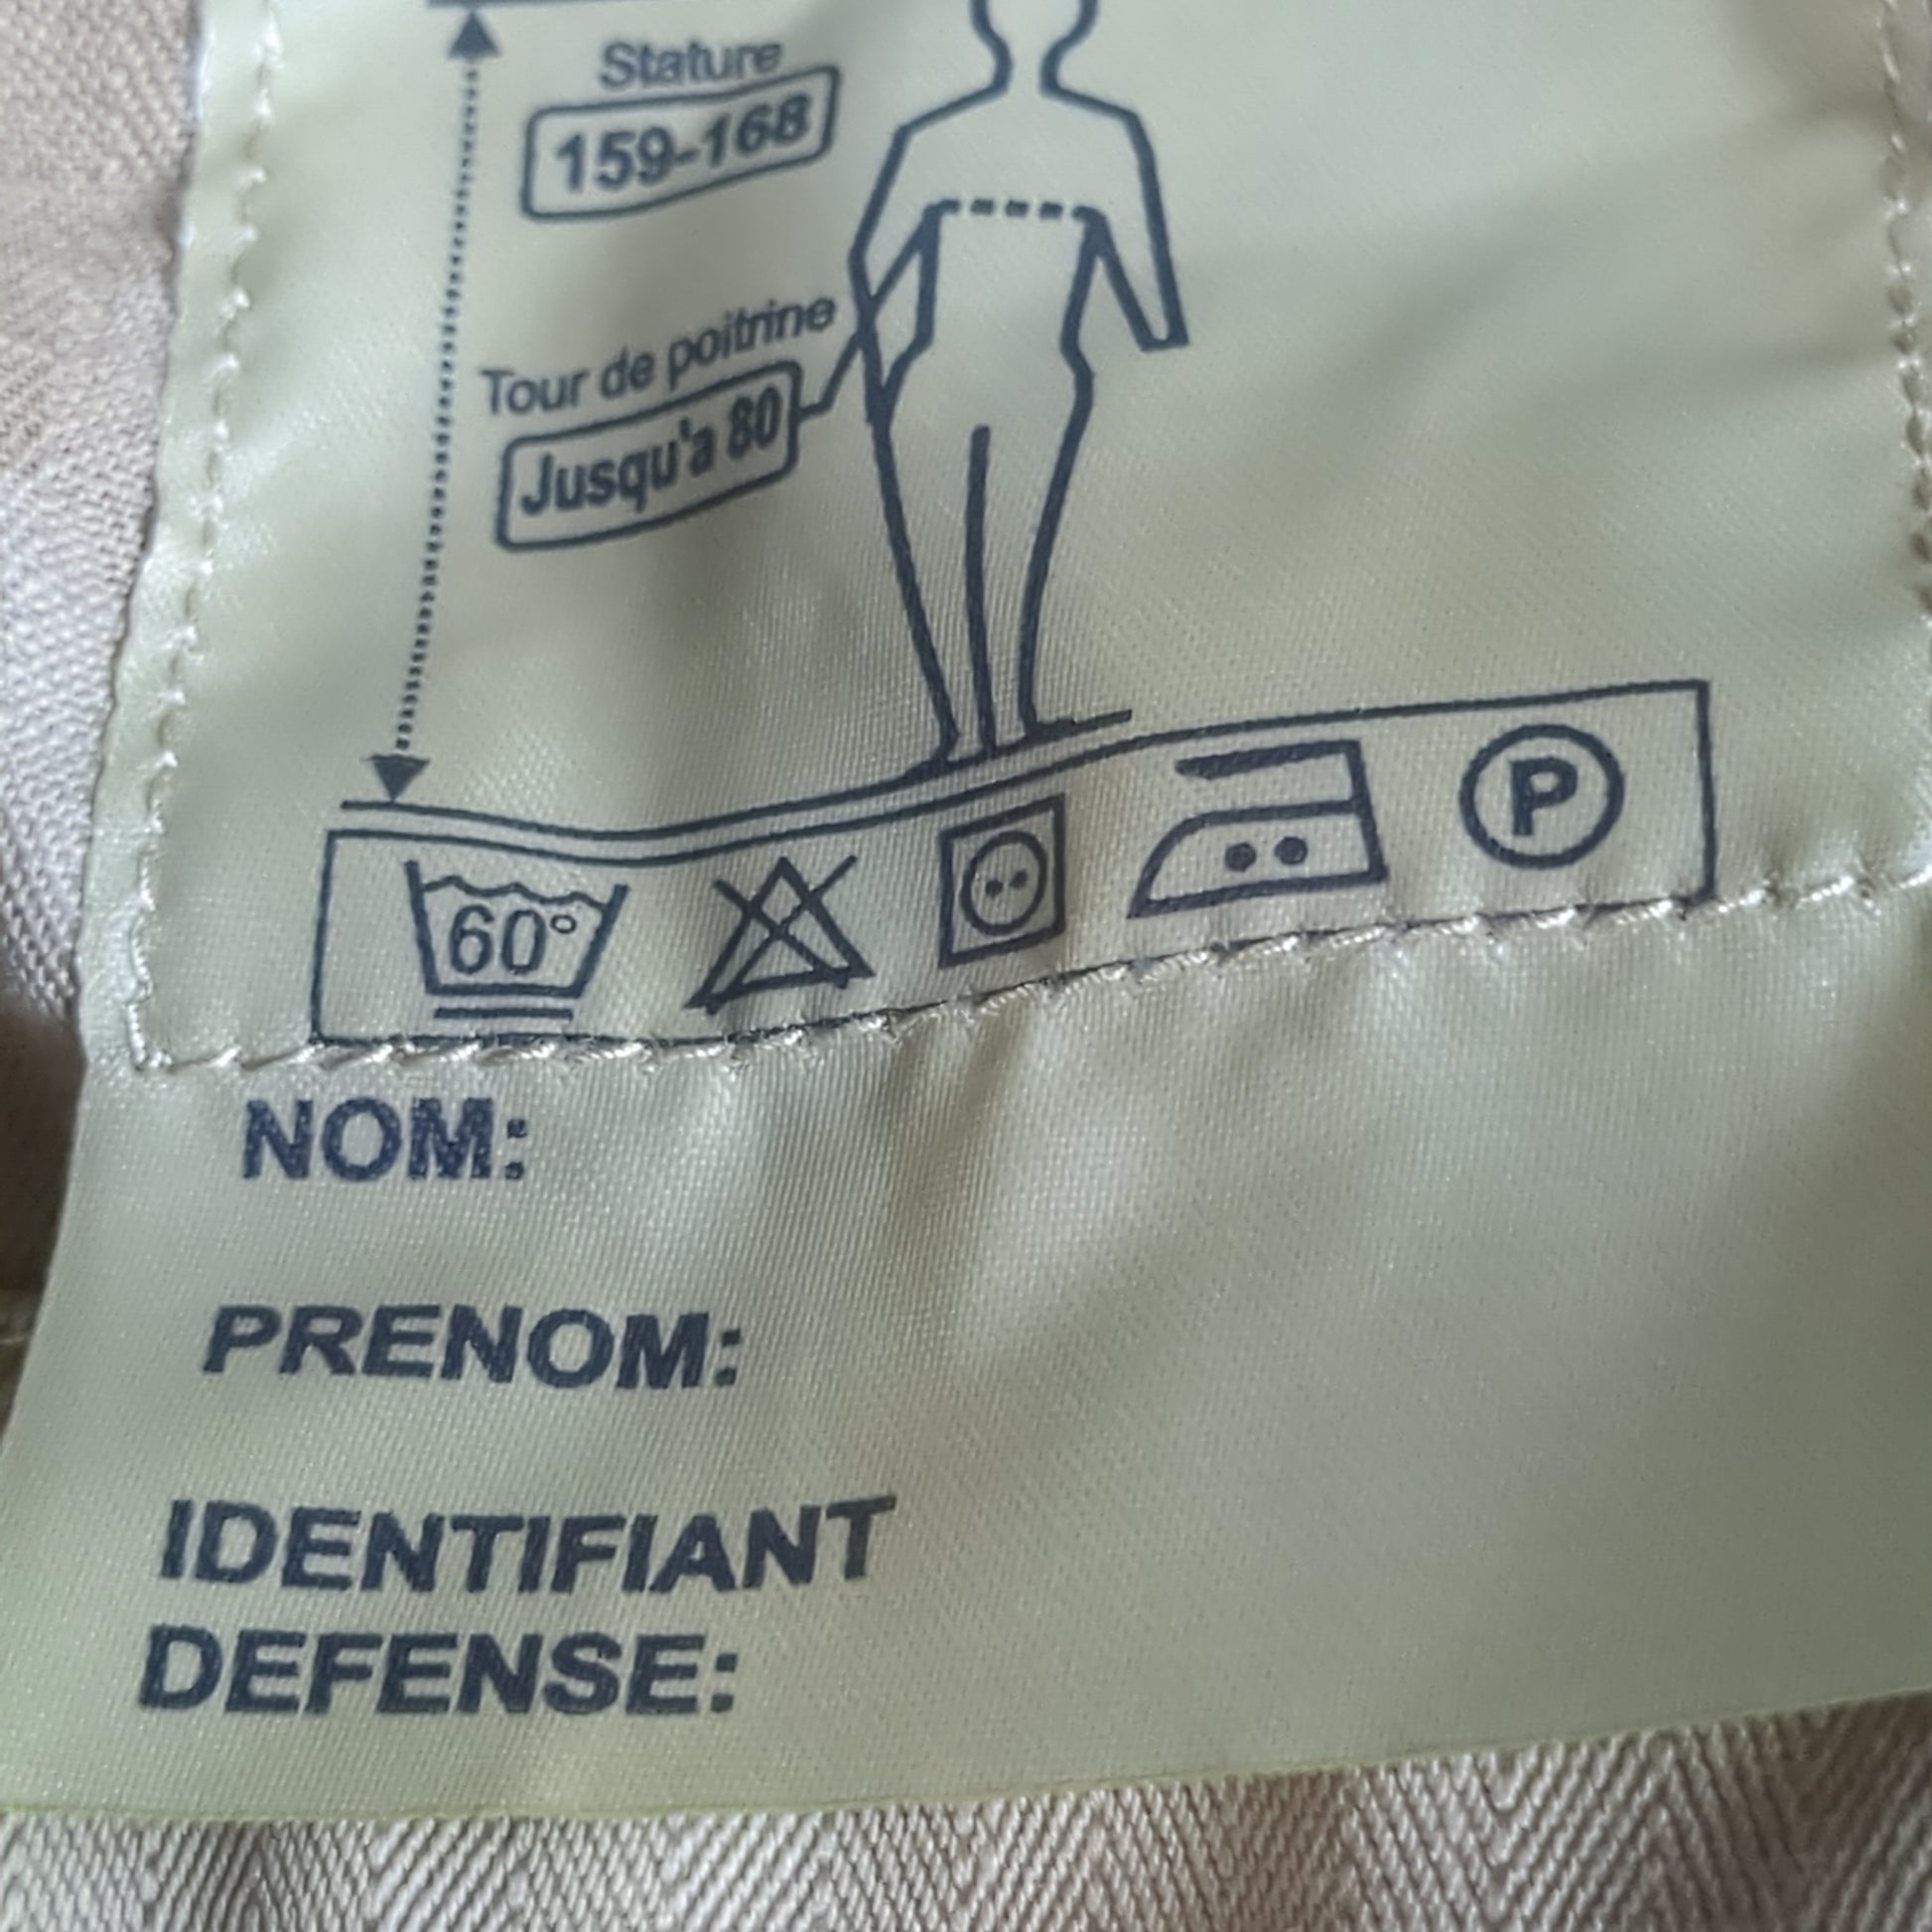 Stature
159-168
Tour de poitrine
Jusqu'a 80
60°
P
NOM:
PRENOM:
IDENTIFIANT
DEFENSE: